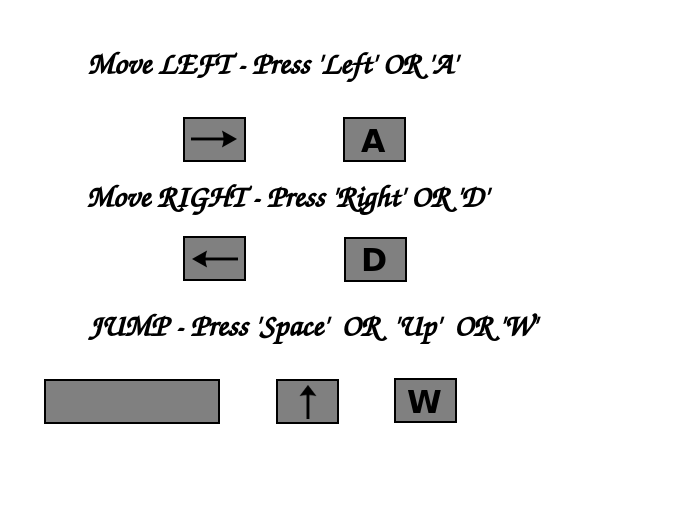 Move LEFT - Press 'Left' OR 'A'
→ A
Move RIGHT - Press 'Right' OR 'D'
← D
JUMP - Press 'Space' OR 'Up' OR 'W'
↑ W